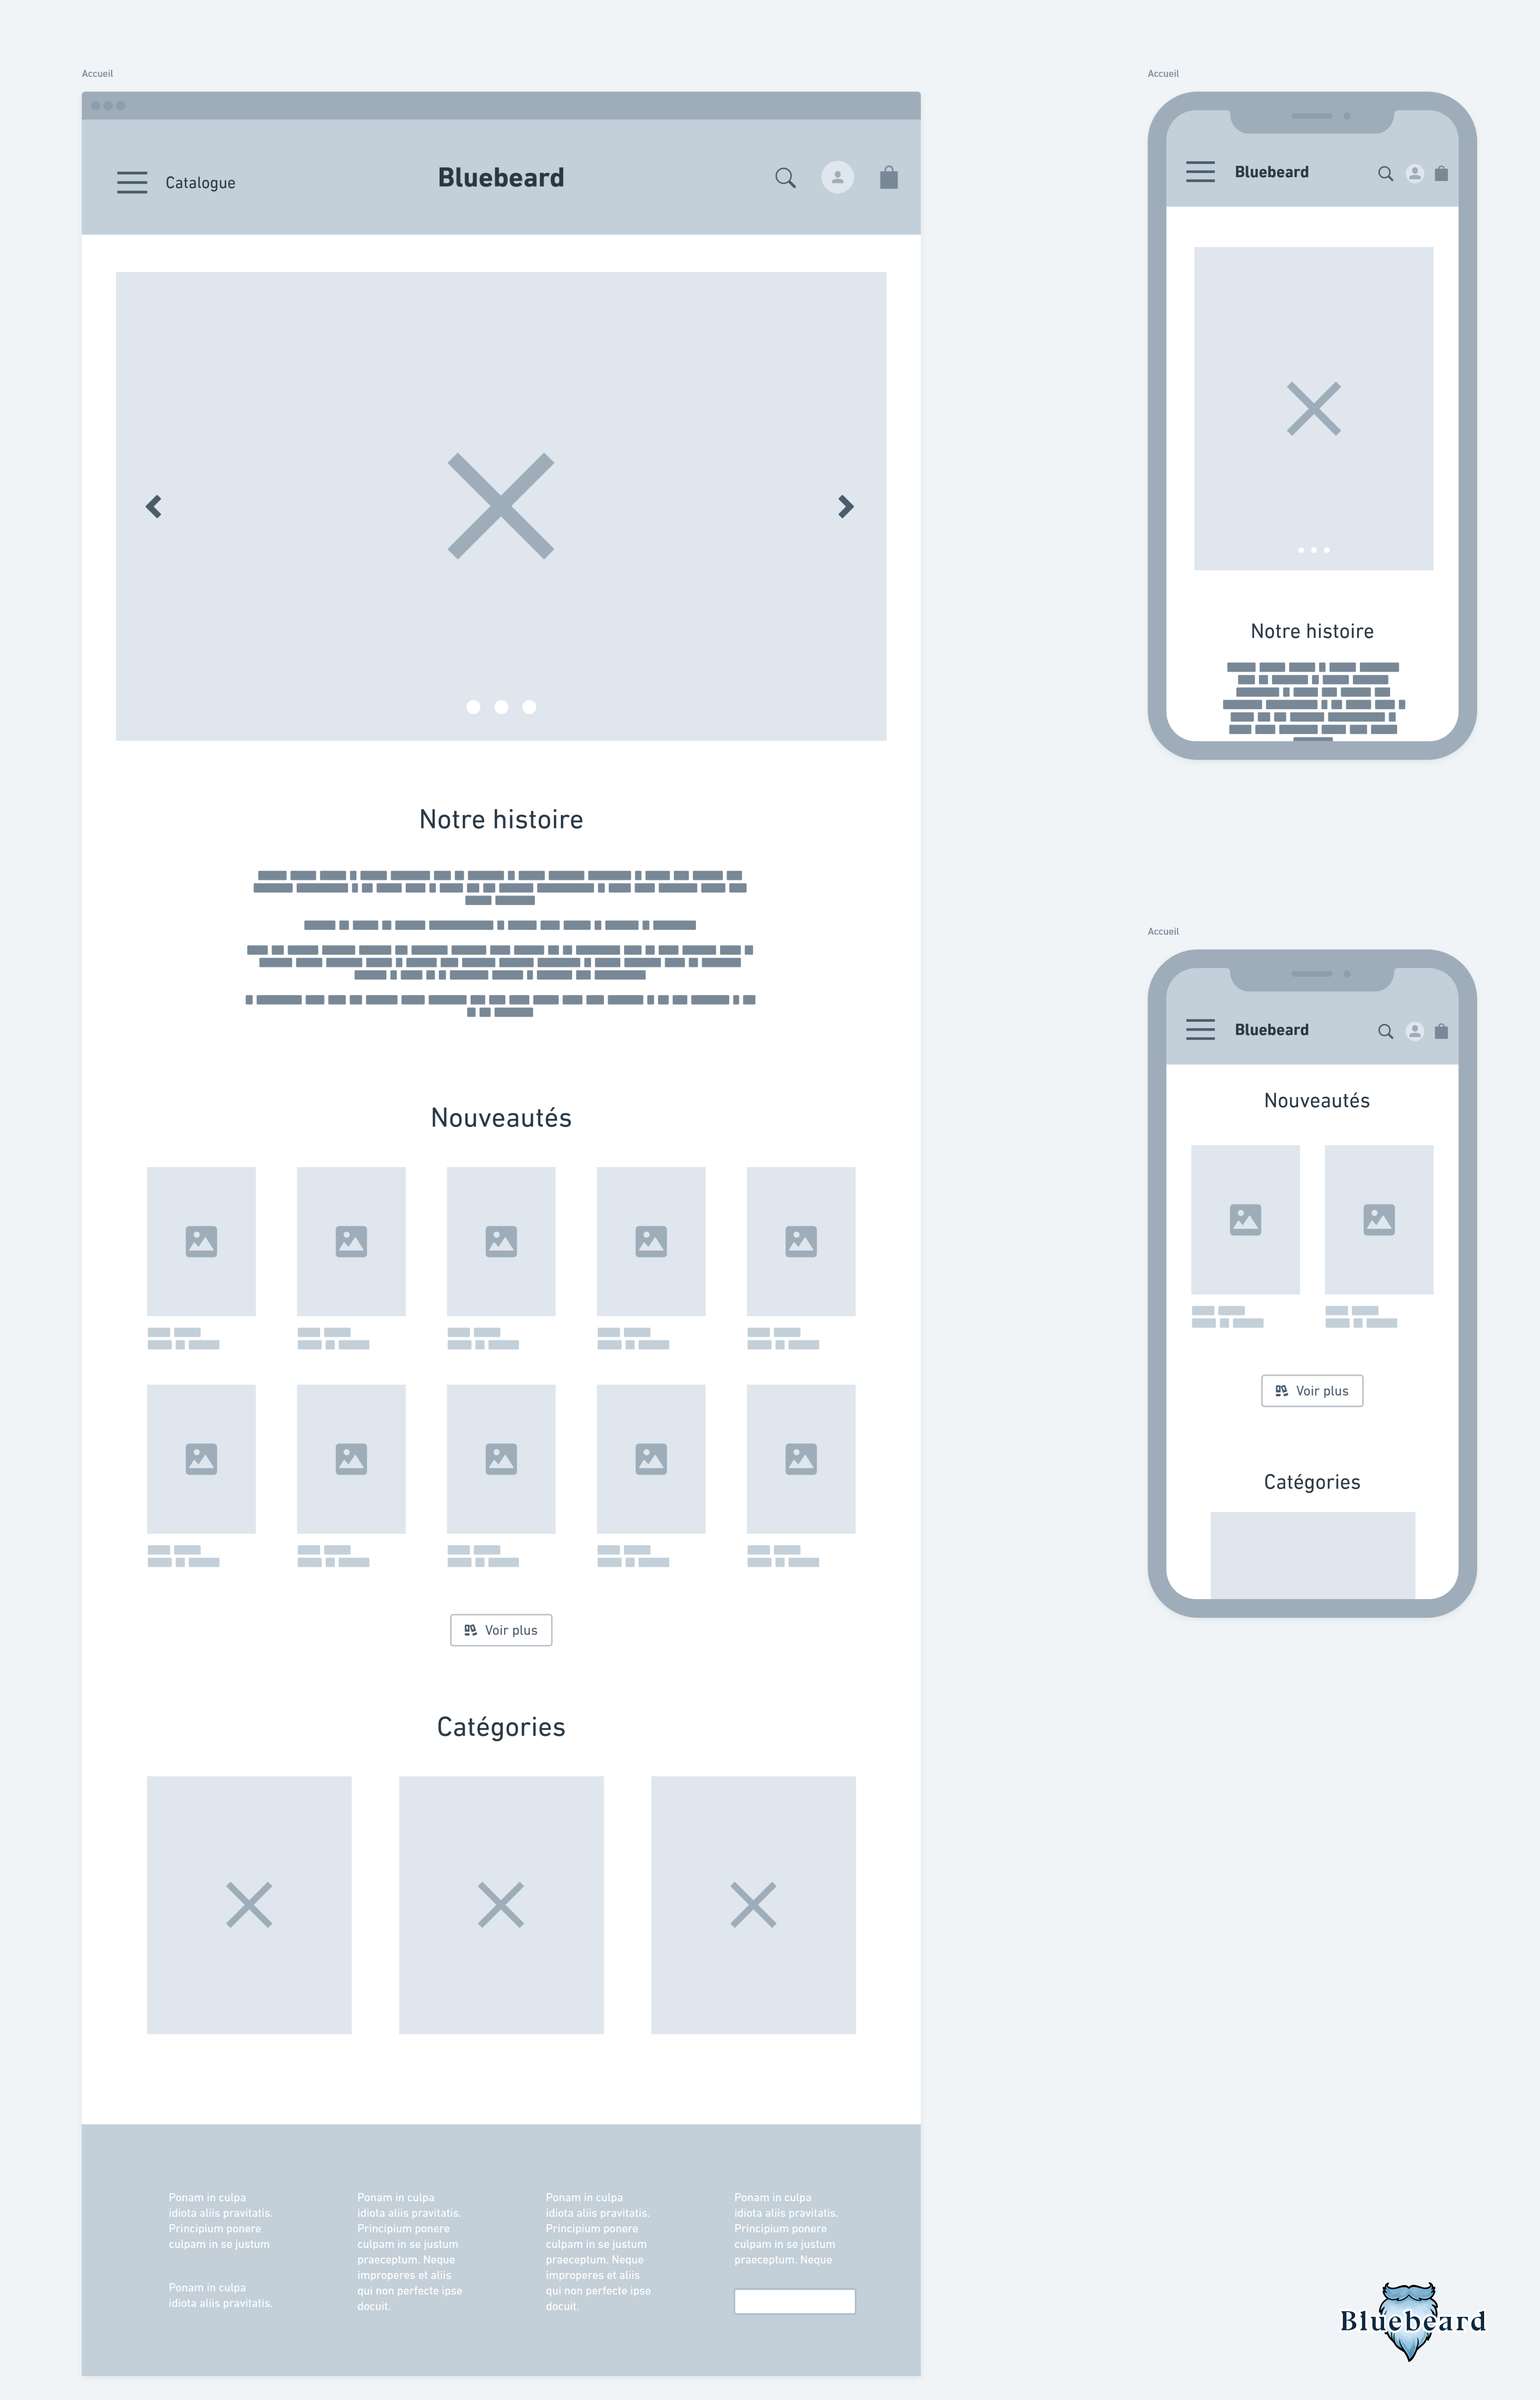 Accueil
Catalogue
Bluebeard
Notre histoire
Nouveautés
Voir plus
Catégories
Ponam in culpa
idiota aliis pravitatis.
Principium ponere
culpam in se justum
Ponam in culpa
idiota aliis pravitatis.
Ponam in culpa
idiota aliis pravitatis.
Principium ponere
culpam in se justum
praeceptum. Neque
improperes et aliis
qui non perfecte ipse
docuit.
Ponam in culpa
idiota aliis pravitatis.
Principium ponere
culpam in se justum
praeceptum. Neque
improperes et aliis
qui non perfecte ipse
docuit.
Ponam in culpa
idiota aliis pravitatis.
Principium ponere
culpam in se justum
praeceptum. Neque
Accueil
Bluebeard
Notre histoire
Accueil
Bluebeard
Nouveautés
Voir plus
Catégories
Bluebeard